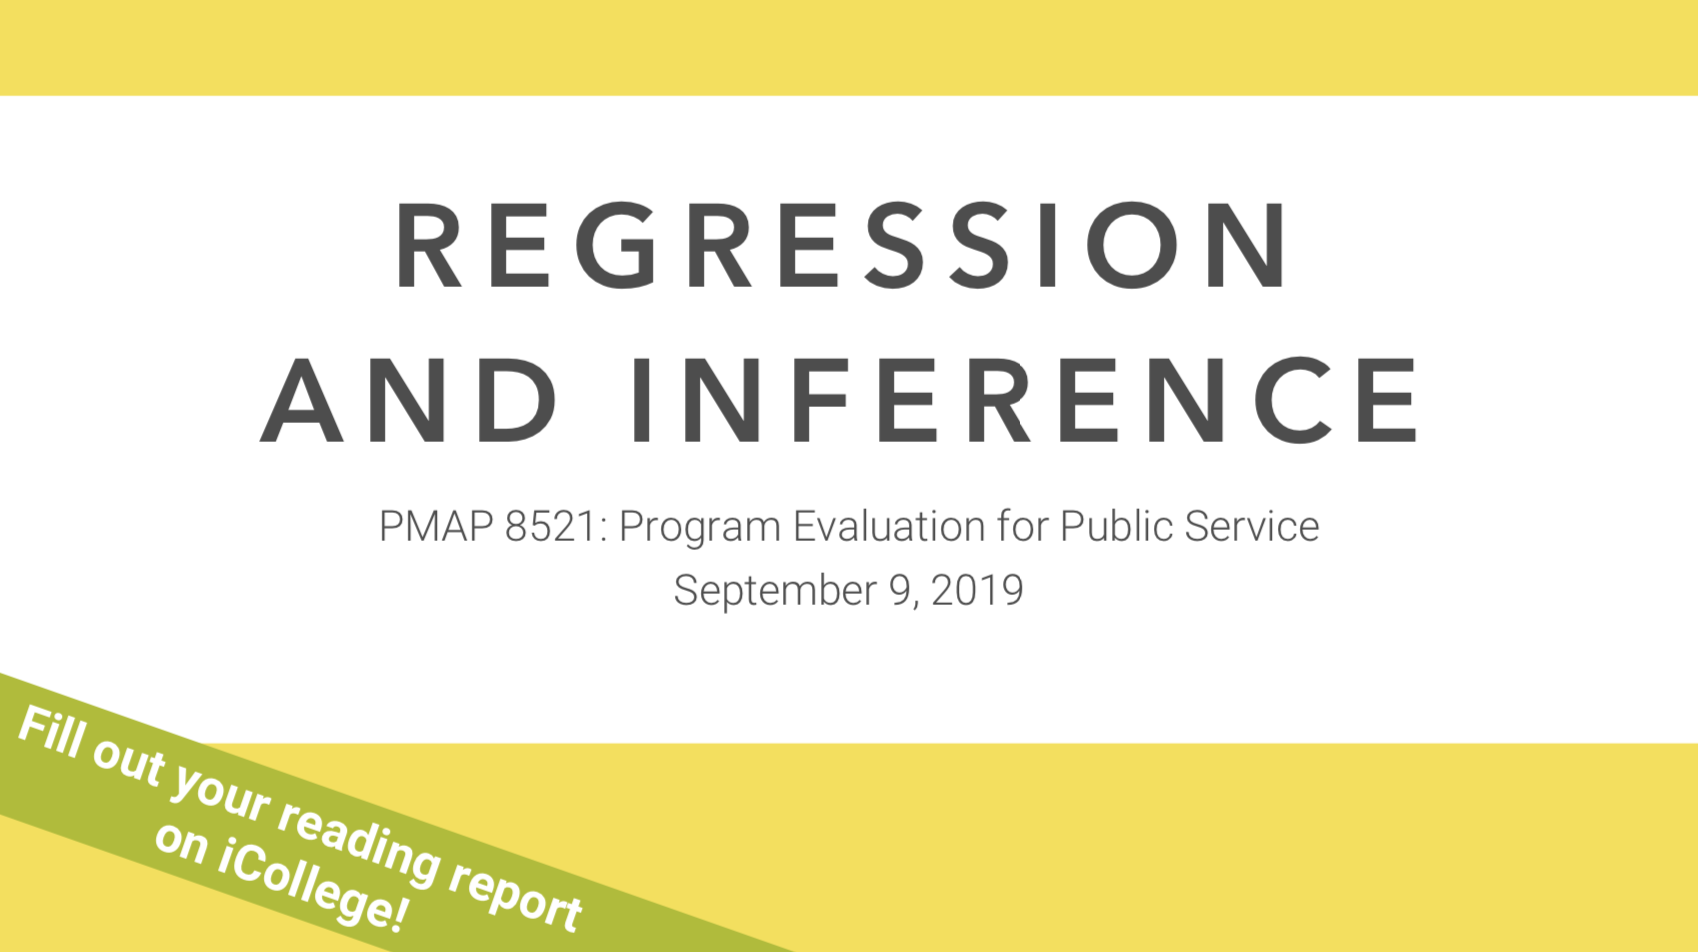 REGRESSION
AND INFERENCE
PMAP 8521: Program Evaluation for Public Service
September 9, 2019
Fill out your reading report
on iCollege!